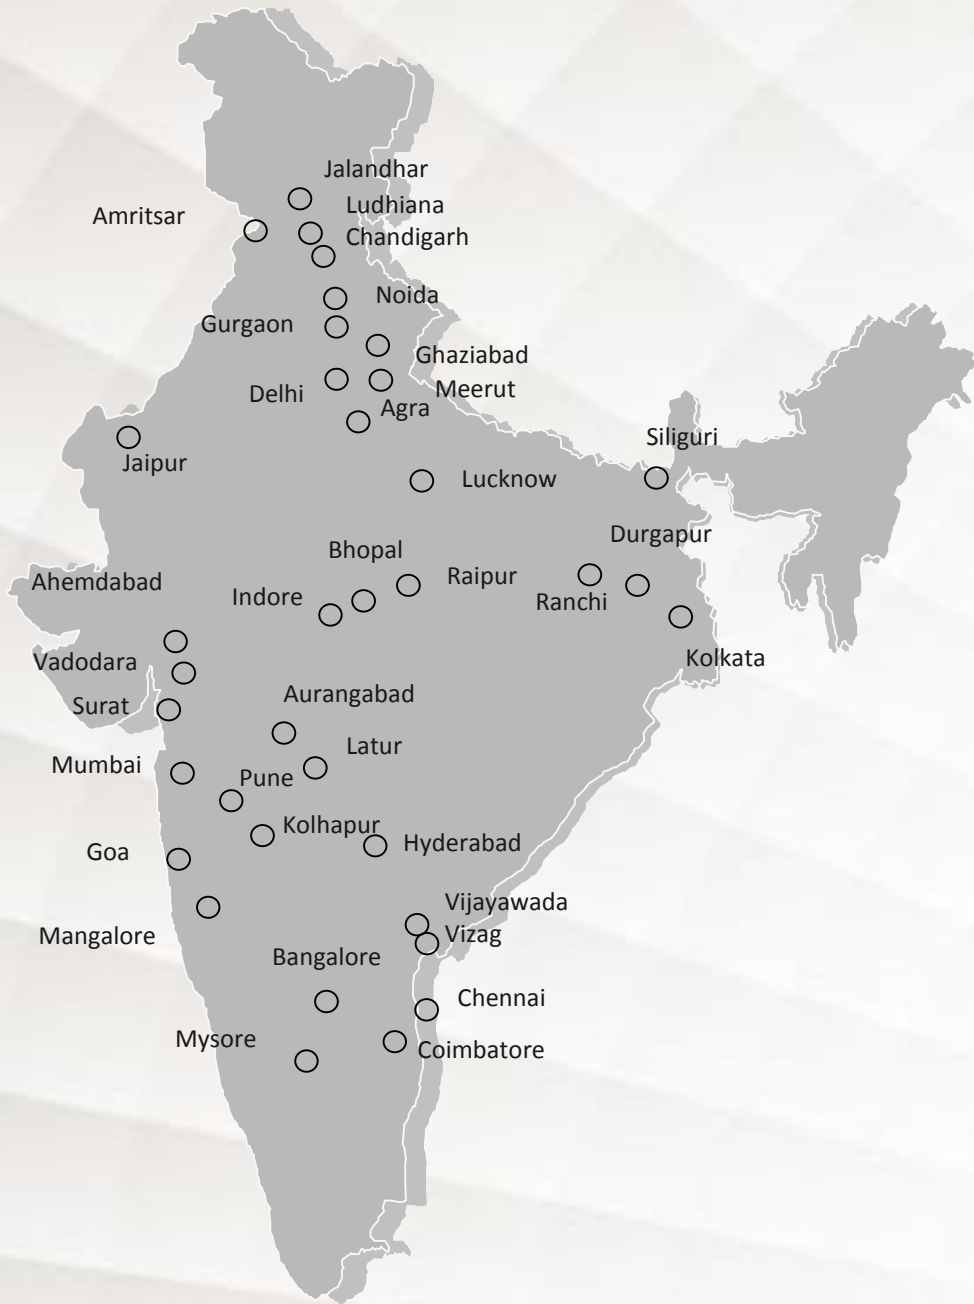 Jalandhar
Ludhiana
Amritsar
Chandigarh
Noida
Gurgaon
Ghaziabad
Meerut
Delhi
Agra
Siliguri
Jaipur
Lucknow
Durgapur
Bhopal
Raipur
Ahemdabad
Indore
Ranchi
Kolkata
Vadodara
Aurangabad
Surat
Latur
Mumbai
Pune
Kolhapur
Hyderabad
Goa
Vijayawada
Vizag
Mangalore
Bangalore
Chennai
Mysore
Coimbatore